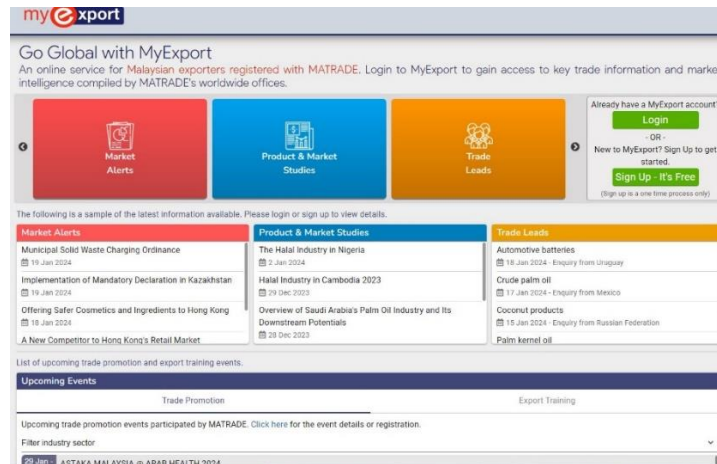 my export
Go Global with MyExport
An online service for Malaysian exporters registered with MATRADE. Login to MyExport to gain access to key trade information and
intelligence compiled by MATRADE's worldwide offices.
Market
Alerts
Product & Market
Studies
Trade
Leads
Already have a MyExport account
Login
- OR -
New to MyExport? Sign Up to get
started.
Sign Up - It's Free
(Sign up is a one time process only)
The following is a sample of the latest information available. Please login or sign up to view details.
Market Alerts
Municipal Solid Waste Charging Ordinance
19 Jan 2024
Implementation of Mandatory Declaration in Kazakhstan
19 Jan 2024
Offering Safer Cosmetics and Ingredients to Hong Kong
18 Jan 2024
A New Competitor to Hong Kong's Retail Market
Product & Market Studies
The Halal Industry in Nigeria
2 Jan 2024
Halal Industry in Cambodia 2023
29 Dec 2023
Overview of Saudi Arabia's Palm Oil Industry and Its
Downstream Potentials
28 Dec 2023
Trade Leads
Automotive batteries
18 Jan 2024 - Enquiry from Uruguay
Crude palm oil
17 Jan 2024 - Enquiry from Mexico
Coconut products
15 Jan 2024 - Enquiry from Russian Federation
Palm kernel oil
List of upcoming trade promotion and export training events.
Upcoming Events
Trade Promotion
Export Training
Upcoming trade promotion events participated by MATRADE. Click here for the event details or registration.
Filter industry sector
29 Jan - ASTAKA MALAYSIA @ ARAB HEALTH 2024